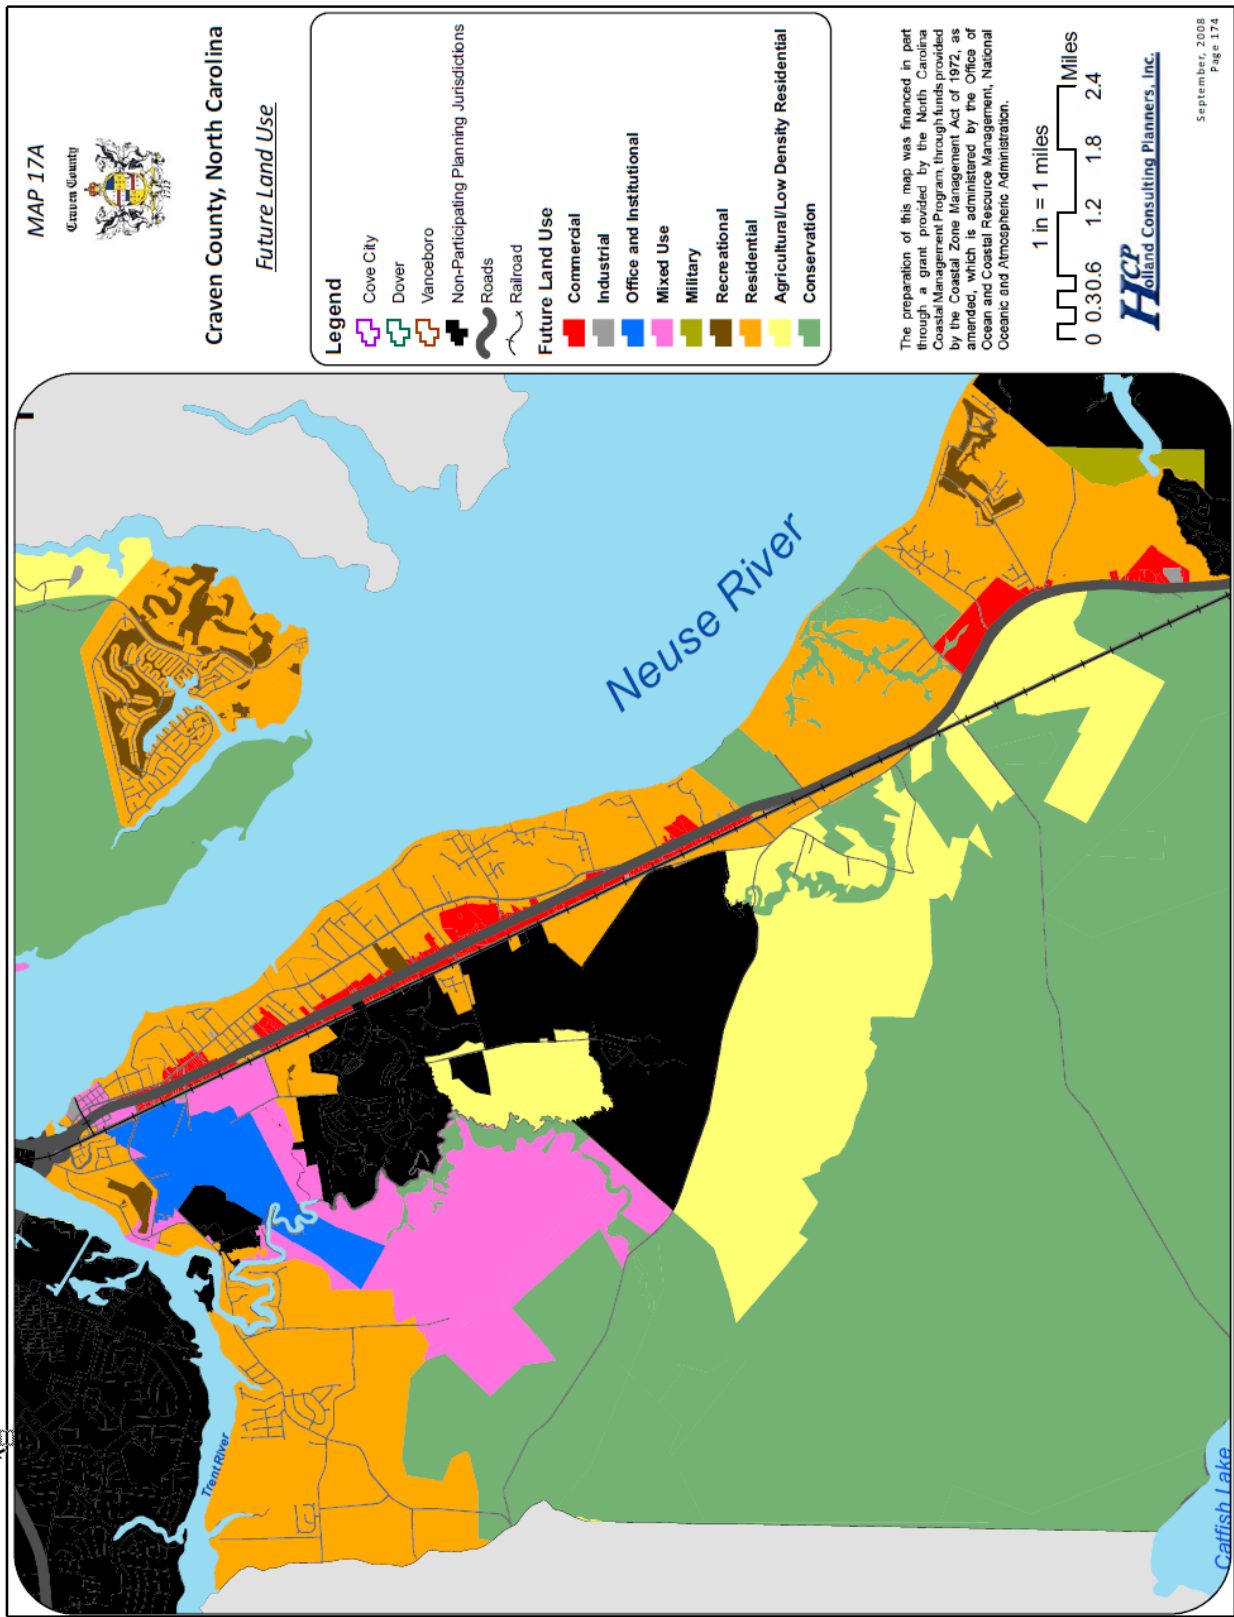 MAP 17A
Craven County
1712
Craven County, North Carolina
Future Land Use
Legend
Cove City
Dover
Vanceboro
Non-Participating Planning Jurisdictions
Roads
Railroad
Future Land Use
Commercial
Industrial
Office and Institutional
Mixed Use
Military
Recreational
Residential
Agricultural/Low Density Residential
Conservation
The preparation of this map was financed in part
through a grant provided by the North Carolina
Coastal Management Program, through funds provided
by the Coastal Zone Management Act of 1972, as
amended, which is administered by the Office of
Ocean and Coastal Resource Management, National
Oceanic and Atmospheric Administration.
1 in = 1 miles
0 0.30.6 1.2 1.8 2.4 Miles
HCP
Holland Consulting Planners, Inc.
September, 2008
Page 174
Neuse River
Trent River
Catfish Lake